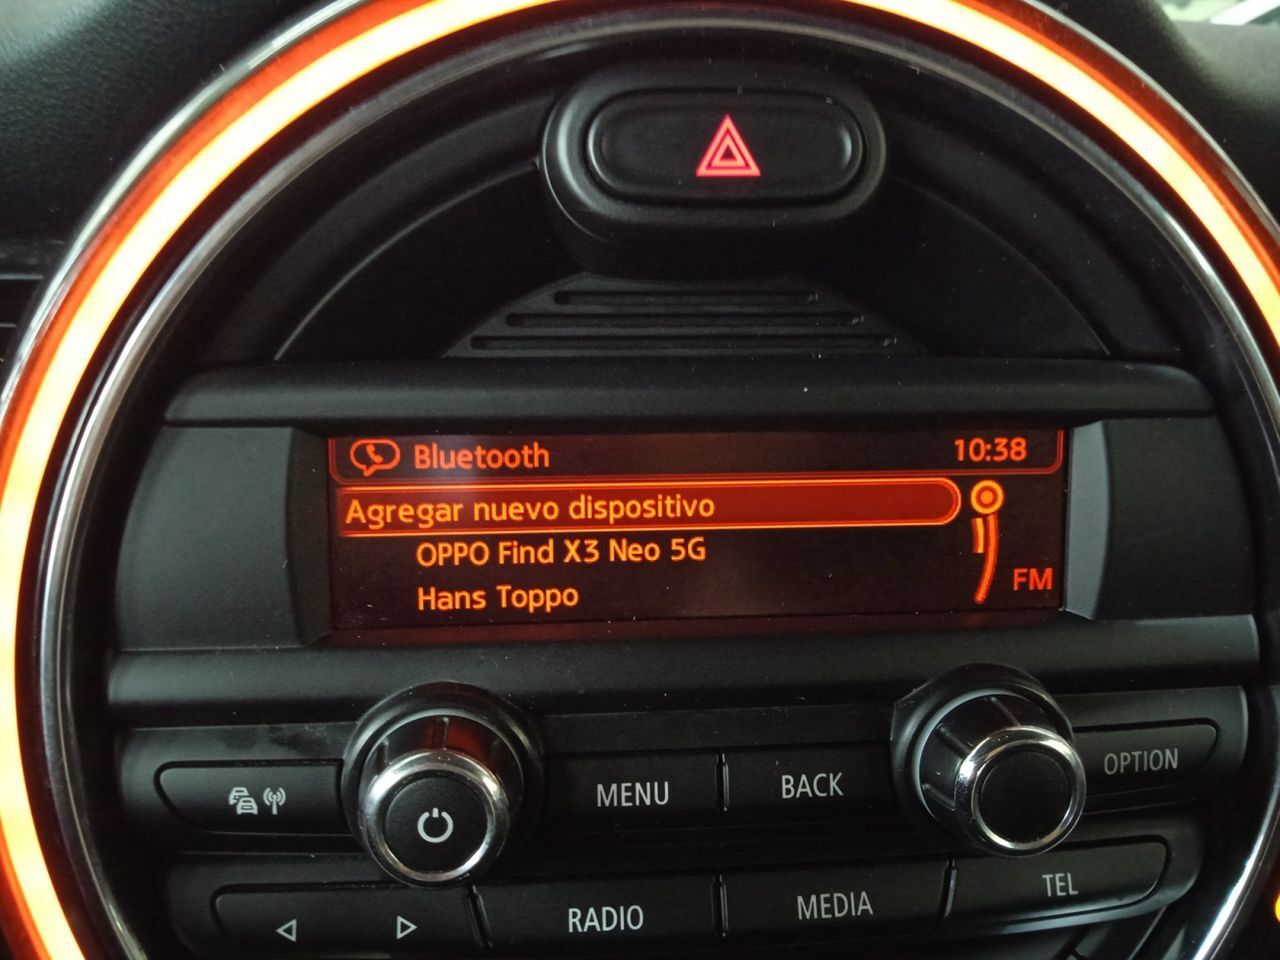 Bluetooth 10:38
Agregar nuevo dispositivo
OPPO Find X3 Neo 5G
FM
Hans Toppo
MENU BACK OPTION
RADIO MEDIA TEL